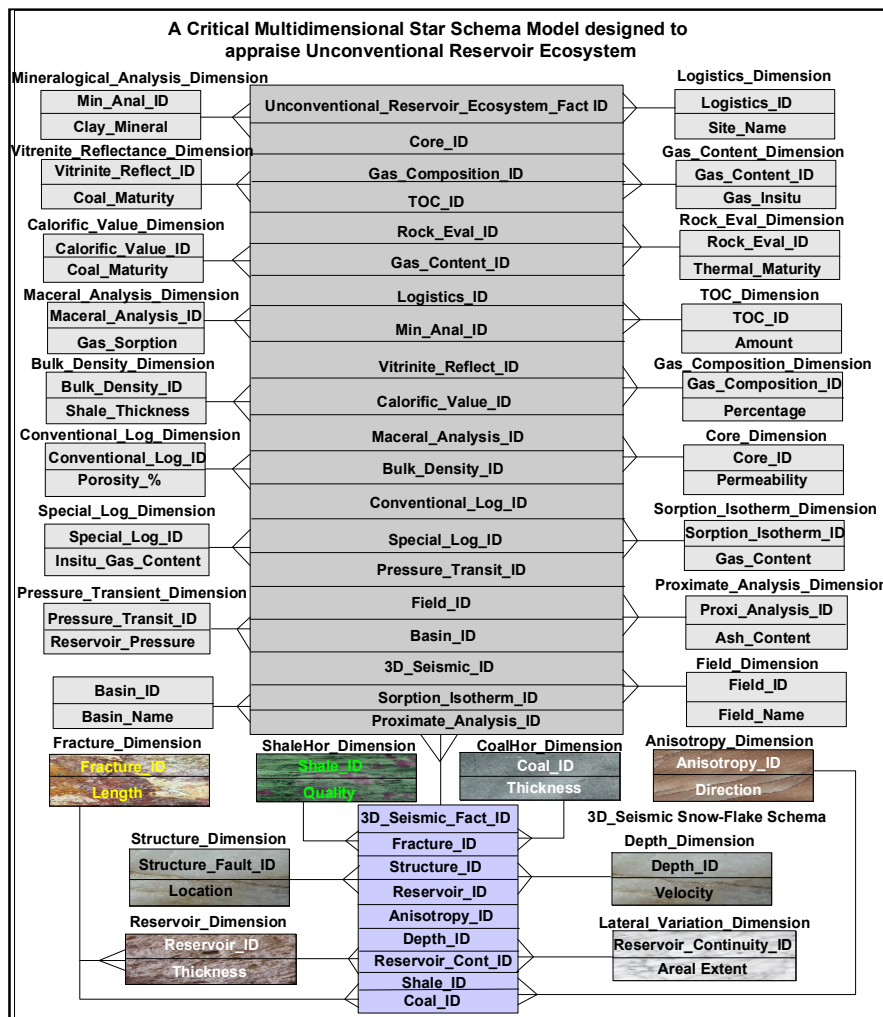 A Critical Multidimensional Star Schema Model designed to
appraise Unconventional Reservoir Ecosystem
Mineralogical_Analysis_Dimension
Min_Anal_ID
Clay_Mineral
Vitrenite_Reflectance_Dimension
Vitrinite_Reflect_ID
Coal_Maturity
Calorific_Value_Dimension
Calorific_Value_ID
Coal_Maturity
Maceral_Analysis_Dimension
Maceral_Analysis_ID
Gas_Sorption
Bulk_Density_Dimension
Bulk_Density_ID
Shale_Thickness
Conventional_Log_Dimension
Conventional_Log_ID
Porosity_%
Special_Log_Dimension
Special_Log_ID
Insitu_Gas_Content
Pressure_Transient_Dimension
Pressure_Transit_ID
Reservoir_Pressure
Basin_ID
Basin_Name
Unconventional_Reservoir_Ecosystem_Fact ID
Core_ID
Gas_Composition_ID
TOC_ID
Rock_Eval_ID
Gas_Content_ID
Logistics_ID
Min_Anal_ID
Vitrinite_Reflect_ID
Calorific_Value_ID
Maceral_Analysis_ID
Bulk_Density_ID
Conventional_Log_ID
Special_Log_ID
Pressure_Transit_ID
Field_ID
Basin_ID
3D_Seismic_ID
Sorption_Isotherm_ID
Proximate_Analysis_ID
Logistics_Dimension
Logistics_ID
Site_Name
Gas_Content_Dimension
Gas_Content_ID
Gas_Insitu
Rock_Eval_Dimension
Rock_Eval_ID
Thermal_Maturity
TOC_Dimension
TOC_ID
Amount
Gas_Composition_Dimension
Gas_Composition_ID
Percentage
Core_Dimension
Core_ID
Permeability
Sorption_Isotherm_Dimension
Sorption_Isotherm_ID
Gas_Content
Proximate_Analysis_Dimension
Proxi_Analysis_ID
Ash_Content
Field_Dimension
Field_ID
Field_Name
Fracture_Dimension
Fracture_ID
Length
ShaleHor_Dimension
Shale_ID
Quality
CoalHor_Dimension
Coal_ID
Thickness
Anisotropy_Dimension
Anisotropy_ID
Direction
3D_Seismic Snow-Flake Schema
Structure_Dimension
Structure_Fault_ID
Location
Reservoir_Dimension
Reservoir_ID
Thickness
3D_Seismic_Fact_ID
Fracture_ID
Structure_ID
Reservoir_ID
Anisotropy_ID
Depth_ID
Reservoir_Cont_ID
Shale_ID
Coal_ID
Depth_Dimension
Depth_ID
Velocity
Lateral_Variation_Dimension
Reservoir_Continuity_ID
Areal Extent